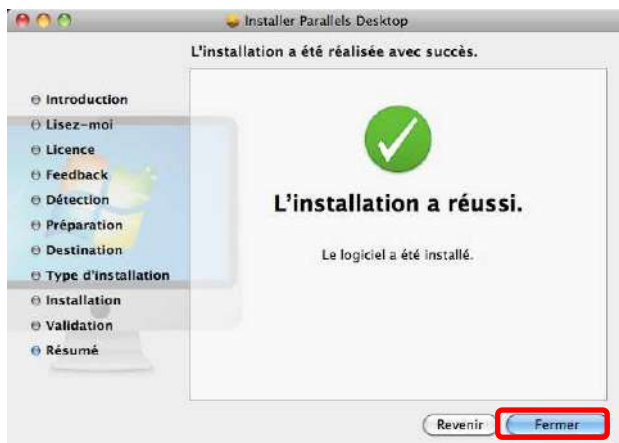 Installer Parallels Desktop
L'installation a été réalisée avec succès.
Introduction
Lisez-moi
Licence
Feedback
Détection
Préparation
Destination
Type d'installation
Installation
Validation
Résumé
L'installation a réussi.
Le logiciel a été installé.
Revenir
Fermer